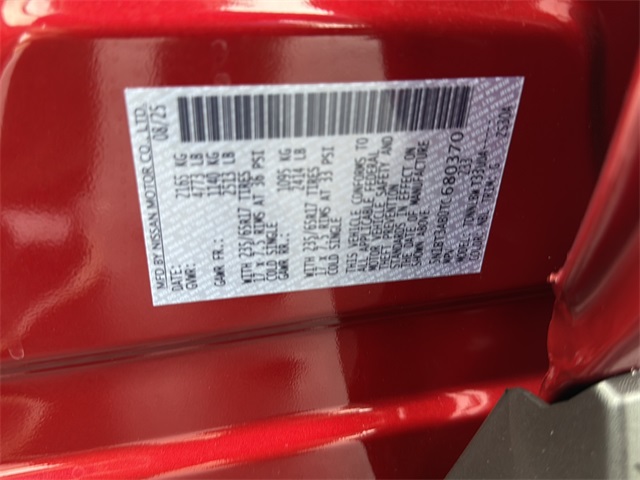 MFD BY NISSAN MOTOR CO., LTD.
DATE: 08/25
GVWR: 2165 KG
4773 LB
GAWR FR.: 1140 KG
2513 LB
WITH 235/65R17 TIRES
17 X 7.5 RIMS AT 36 PSI
COLD SINGLE
GAWR RR.: 1095 KG
2414 LB
WITH 235/65R17 TIRES
17 X 7.5 RIMS AT 33 PSI
COLD SINGLE
THIS VEHICLE CONFORMS TO
ALL APPLICABLE FEDERAL
MOTOR VEHICLE SAFETY AND
THEFT PREVENTION
STANDARDS IN EFFECT ON
THE DATE OF MANUFACTURE
SHOWN ABOVE.
680370
MPV MODEL:
COLOUR: TRIM: G